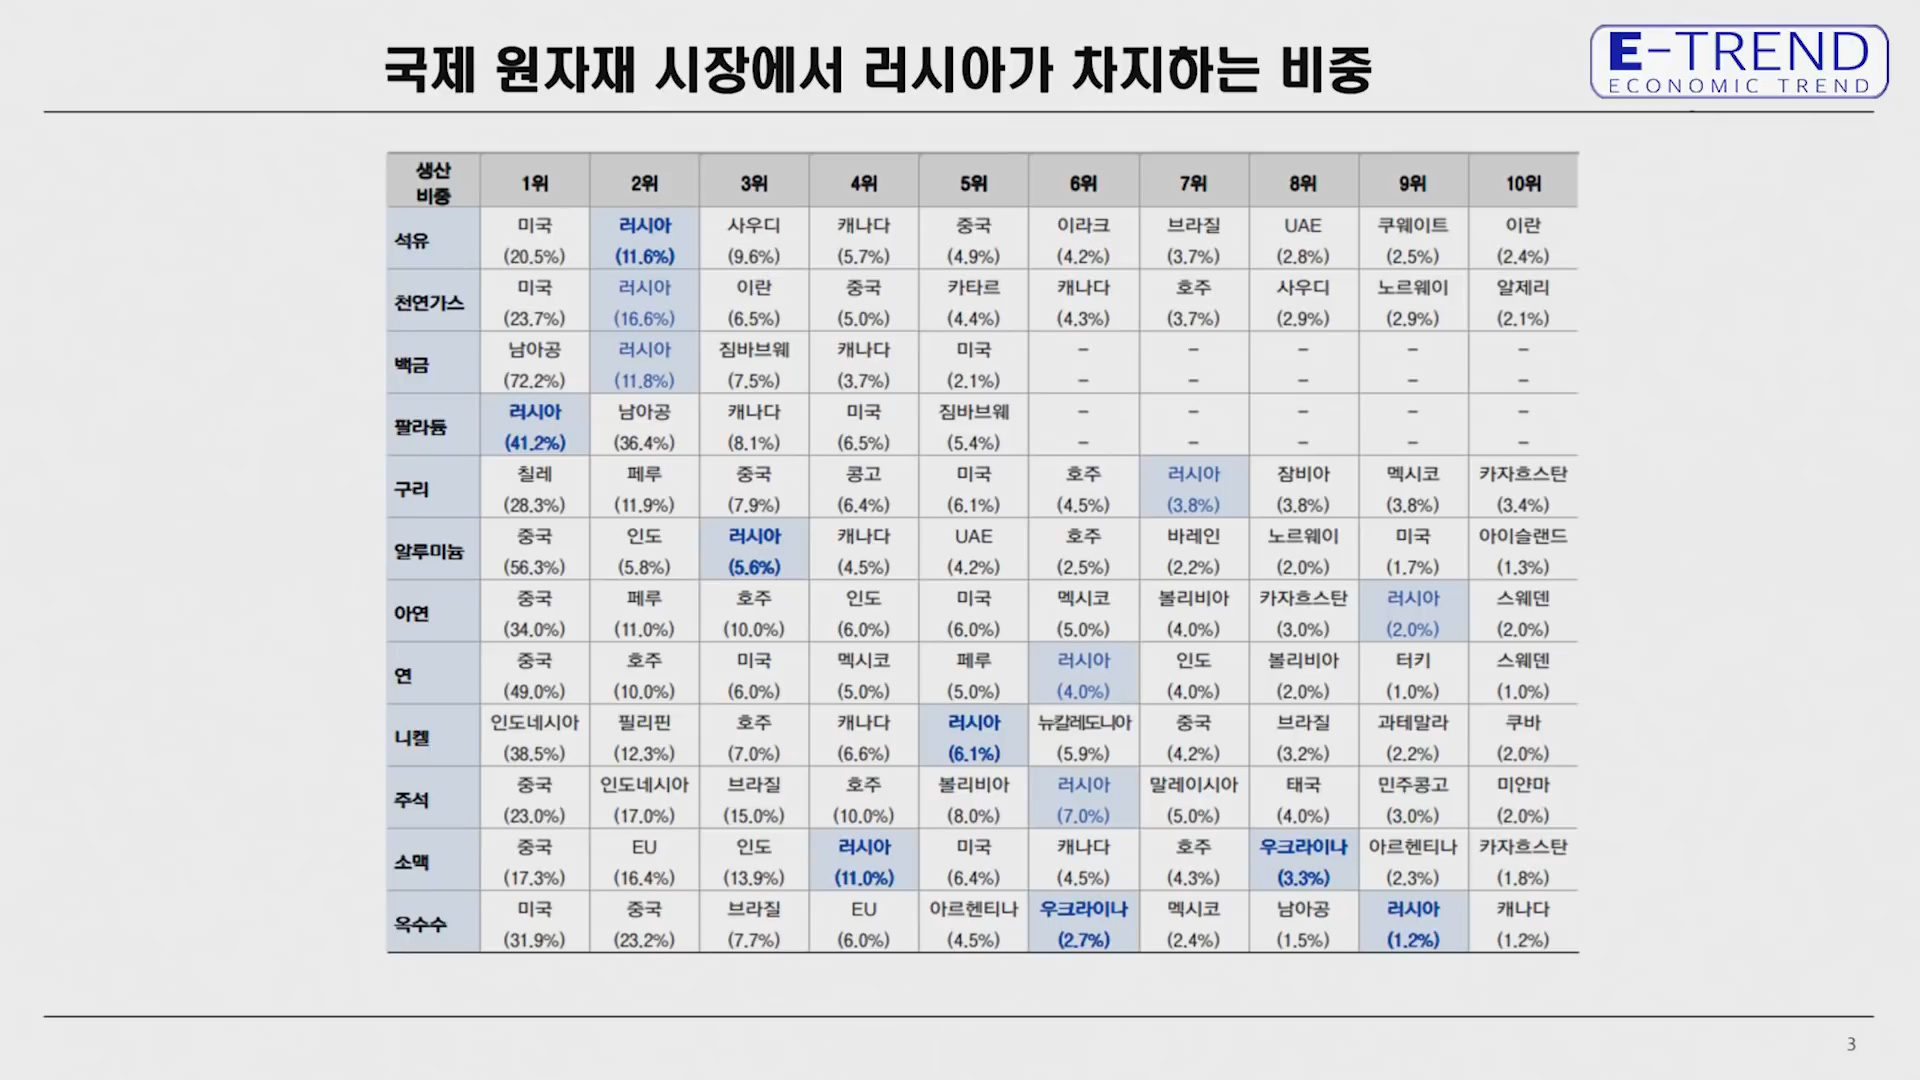 국제 원자재 시장에서 러시아가 차지하는 비중
E-TREND
ECONOMIC TREND
생산 비중 1위 2위 3위 4위 5위 6위 7위 8위 9위 10위
석유 미국 러시아 사우디 캐나다 중국 이라크 브라질 UAE 쿠웨이트 이란
(20.5%) (11.6%) (9.6%) (5.7%) (4.9%) (4.2%) (3.7%) (2.8%) (2.5%) (2.4%)
천연가스 미국 러시아 이란 중국 카타르 캐나다 호주 사우디 노르웨이 알제리
(23.7%) (16.6%) (6.5%) (5.0%) (4.4%) (4.3%) (3.7%) (2.9%) (2.9%) (2.1%)
백금 남아공 러시아 짐바브웨 캐나다 미국 – – – – –
(72.2%) (11.8%) (7.5%) (3.7%) (2.1%) – – – – –
팔라듐 러시아 남아공 캐나다 미국 짐바브웨 – – – – –
(41.2%) (36.4%) (8.1%) (6.5%) (5.4%) – – – – –
구리 칠레 페루 중국 콩고 미국 호주 러시아 잠비아 멕시코 카자흐스탄
(28.3%) (11.9%) (7.9%) (6.4%) (6.1%) (4.5%) (3.8%) (3.8%) (3.8%) (3.4%)
알루미늄 중국 인도 러시아 캐나다 UAE 호주 바레인 노르웨이 미국 아이슬랜드
(56.3%) (5.8%) (5.6%) (4.5%) (4.2%) (2.5%) (2.2%) (2.0%) (1.7%) (1.3%)
아연 중국 페루 호주 인도 미국 멕시코 볼리비아 카자흐스탄 러시아 스웨덴
(34.0%) (11.0%) (10.0%) (6.0%) (6.0%) (5.0%) (4.0%) (3.0%) (2.0%) (2.0%)
연 중국 호주 미국 멕시코 페루 러시아 인도 볼리비아 터키 스웨덴
(49.0%) (10.0%) (6.0%) (5.0%) (5.0%) (4.0%) (4.0%) (2.0%) (1.0%) (1.0%)
니켈 인도네시아 필리핀 호주 캐나다 러시아 뉴칼레도니아 중국 브라질 과테말라 쿠바
(38.5%) (12.3%) (7.0%) (6.6%) (6.1%) (5.9%) (4.2%) (3.2%) (2.2%) (2.0%)
주석 중국 인도네시아 브라질 호주 볼리비아 러시아 말레이시아 태국 민주콩고 미얀마
(23.0%) (17.0%) (15.0%) (10.0%) (8.0%) (7.0%) (5.0%) (4.0%) (3.0%) (2.0%)
소맥 중국 EU 인도 러시아 미국 캐나다 호주 우크라이나 아르헨티나 카자흐스탄
(17.3%) (16.4%) (13.9%) (11.0%) (6.4%) (4.5%) (4.3%) (3.3%) (2.3%) (1.8%)
옥수수 미국 중국 브라질 EU 아르헨티나 우크라이나 멕시코 남아공 러시아 캐나다
(31.9%) (23.2%) (7.7%) (6.0%) (4.5%) (2.7%) (2.4%) (1.5%) (1.2%) (1.2%)
3